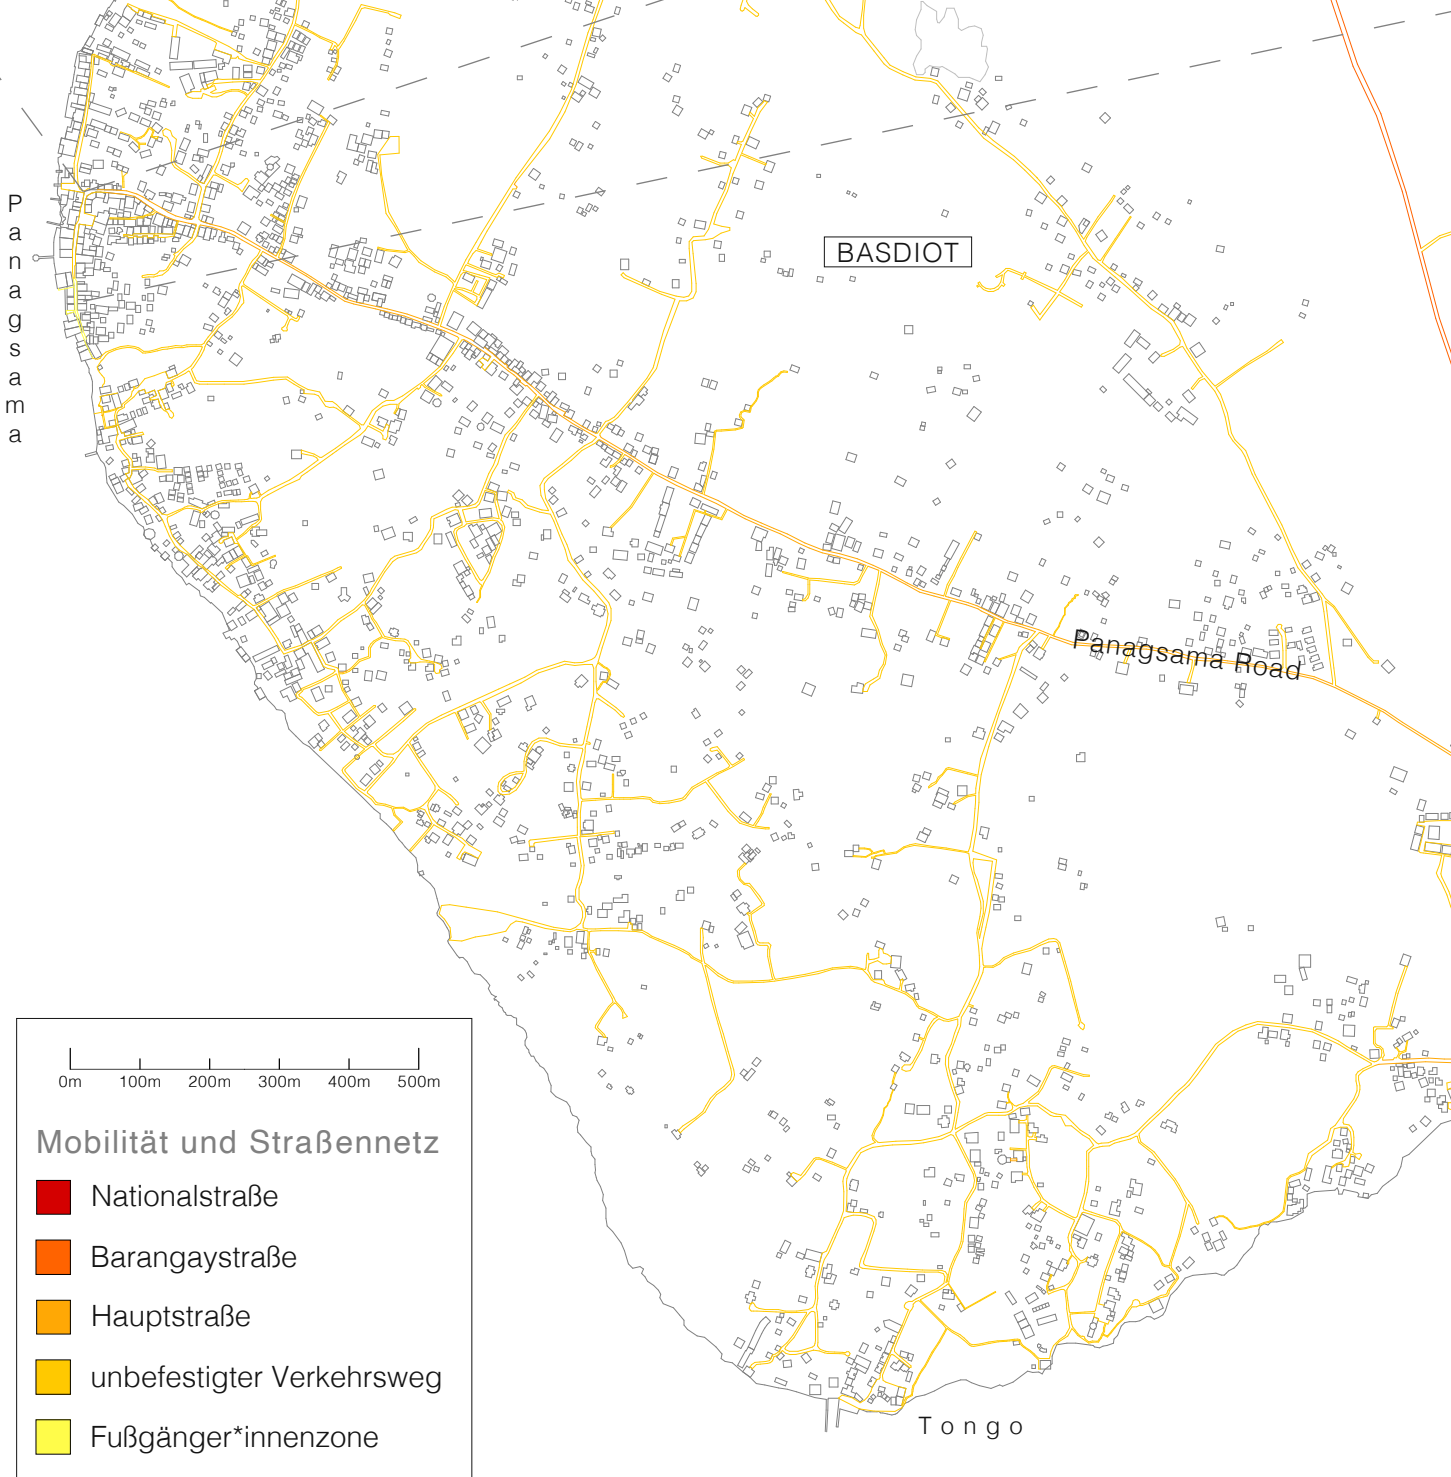 Panagsama
BASDIOT
Panagsama Road
0m 100m 200m 300m 400m 500m
Mobilität und Straßennetz
Nationalstraße
Barangaystraße
Hauptstraße
unbefestigter Verkehrsweg
Fußgänger*innenzone
Tongo